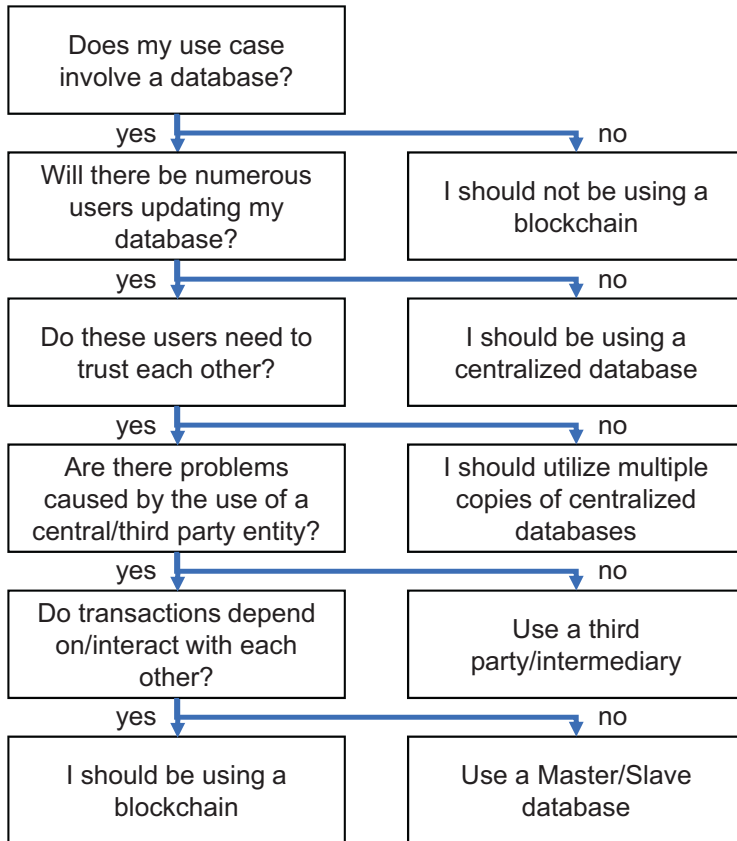 Does my use case
involve a database?
yes
no
Will there be numerous
users updating my
database?
I should not be using a
blockchain
yes
no
Do these users need to
trust each other?
I should be using a
centralized database
yes
no
Are there problems
caused by the use of a
central/third party entity?
I should utilize multiple
copies of centralized
databases
yes
no
Do transactions depend
on/interact with each
other?
Use a third
party/intermediary
yes
no
I should be using a
blockchain
Use a Master/Slave
database